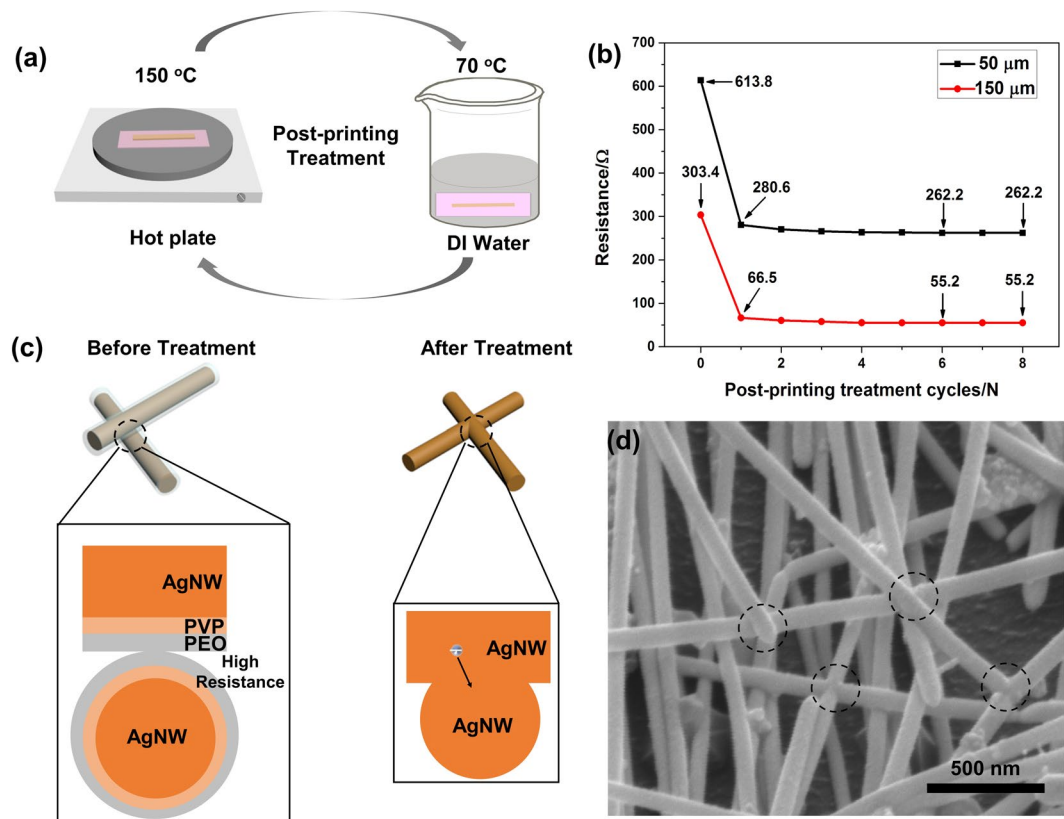 (a)
150 °C
70 °C
Post-printing
Treatment
Hot plate
DI Water
(b)
700
600
500
400
300
200
100
0
Resistance/Ω
50 μm
150 μm
613.8
303.4
280.6
262.2
262.2
66.5
55.2
55.2
0
2
4
6
8
Post-printing treatment cycles/N
(c)
Before Treatment
After Treatment
AgNW
PVP
PEO
High
Resistance
AgNW
AgNW
AgNW
(d)
500 nm